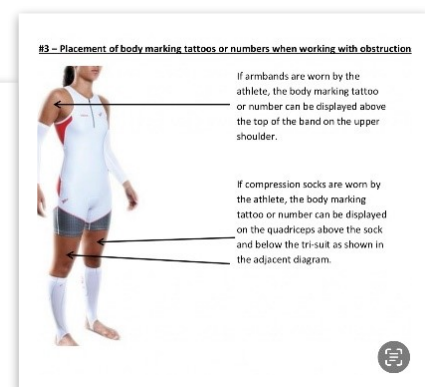 #3 – Placement of body marking tattoos or numbers when working with obstruction
If armbands are worn by the
athlete, the body marking tattoo
or number can be displayed above
the top of the band on the upper
shoulder.
If compression socks are worn by
the athlete, the body marking
tattoo or number can be displayed
on the quadriceps above the sock
and below the tri-suit as shown in
the adjacent diagram.